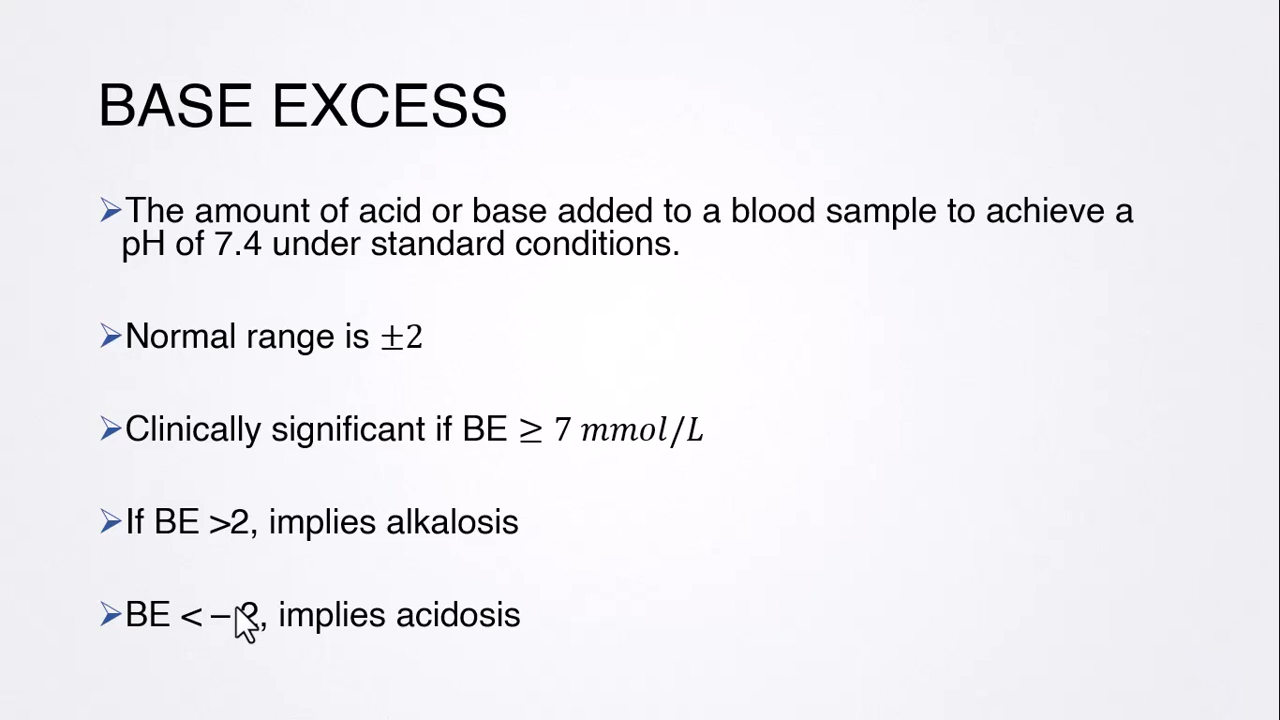 BASE EXCESS
➢The amount of acid or base added to a blood sample to achieve a
pH of 7.4 under standard conditions.
➢Normal range is ±2
➢Clinically significant if BE ≥ 7 mmol/L
➢If BE >2, implies alkalosis
➢BE < –2, implies acidosis